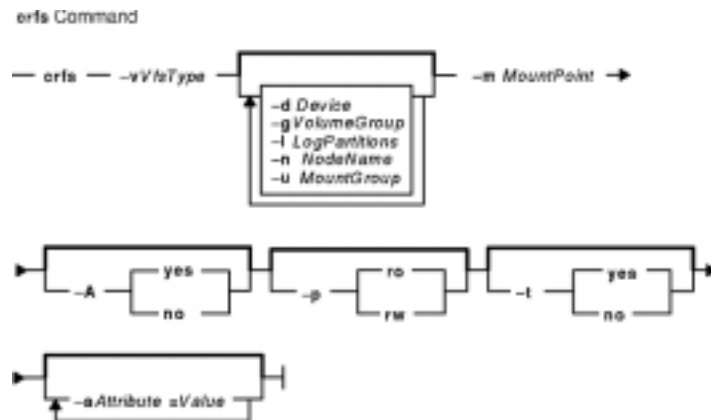 crfs Command
crfs -vVfsType -m MountPoint
-d Device
-gVolumeGroup
-l LogPartitions
-n NodeName
-u MountGroup
-A yes no -p ro rw -t yes no
-aAttribute =Value